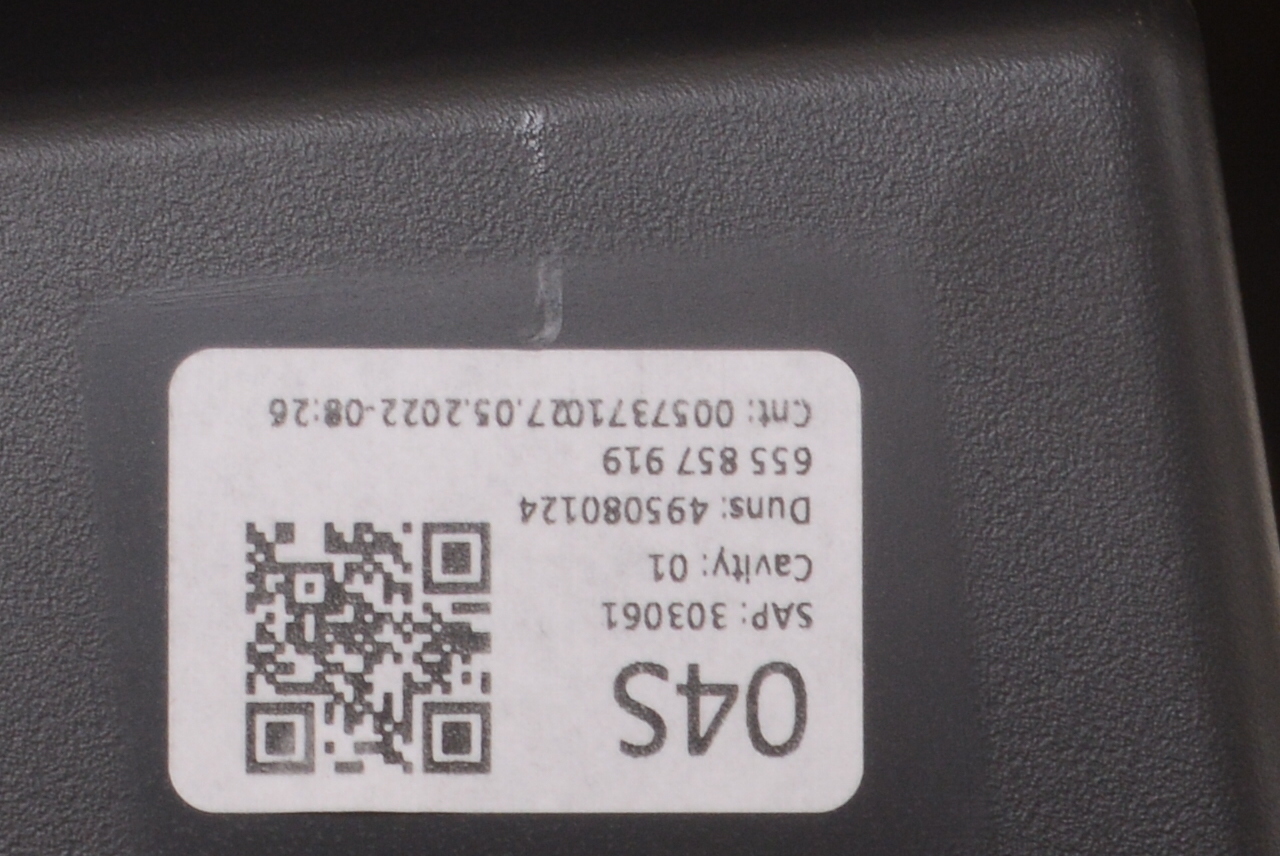 04S
SAP: 303061
Cavity: 01
Duns: 495080124
655 857 919
Cnt: 0057371027.05.2022-08:26